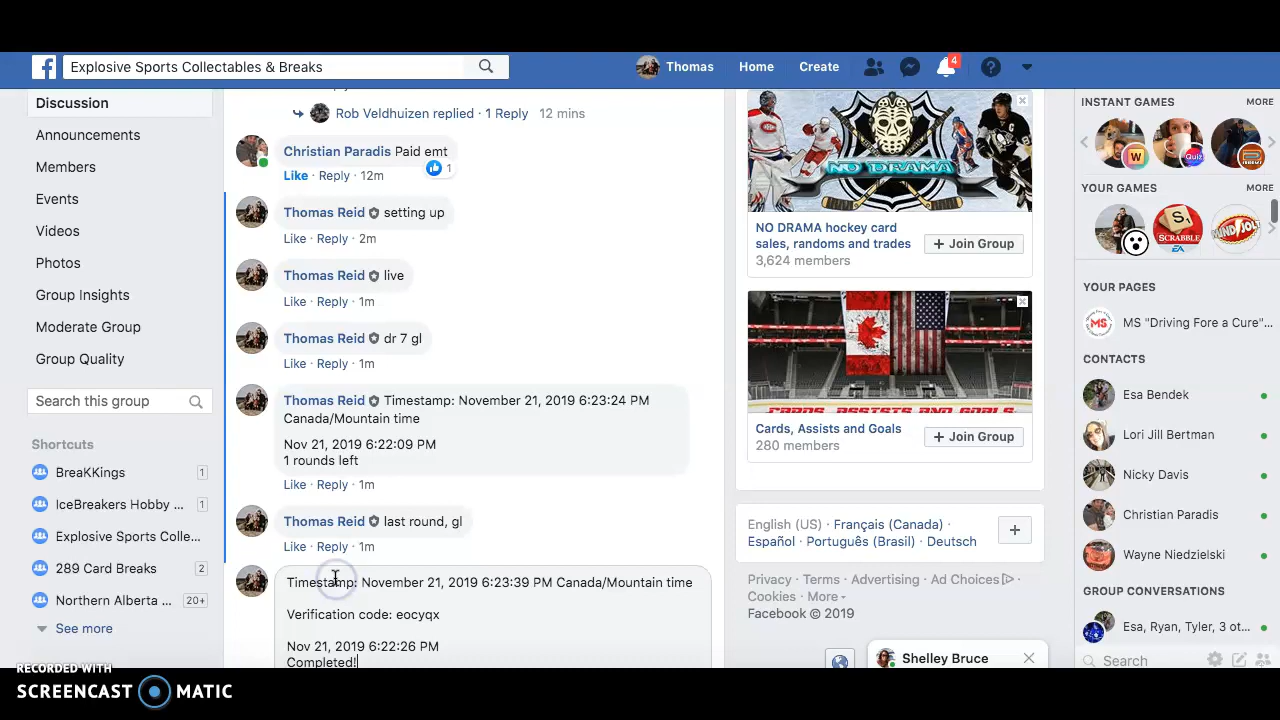 Explosive Sports Collectables & Breaks
Thomas
Home
Create
4
Discussion
Announcements
Members
Events
Videos
Photos
Group Insights
Moderate Group
Group Quality
Search this group
Shortcuts
BreaKKings
1
IceBreakers Hobby ...
1
Explosive Sports Colle...
289 Card Breaks
2
Northern Alberta ...
20+
See more
Rob Veldhuizen replied · 1 Reply 12 mins
Christian Paradis Paid emt
1
Like · Reply · 12m
Thomas Reid setting up
Like · Reply · 2m
Thomas Reid live
Like · Reply · 1m
Thomas Reid dr 7 gl
Like · Reply · 1m
Thomas Reid Timestamp: November 21, 2019 6:23:24 PM
Canada/Mountain time
Nov 21, 2019 6:22:09 PM
1 rounds left
Like · Reply · 1m
Thomas Reid last round, gl
Like · Reply · 1m
Timestamp: November 21, 2019 6:23:39 PM Canada/Mountain time
Verification code: eocyqx
Nov 21, 2019 6:22:26 PM
Completed!
NO DRAMA
NO DRAMA hockey card
sales, randoms and trades
3,624 members
+ Join Group
CARDS, ASSISTS AND GOALS
Cards, Assists and Goals
280 members
+ Join Group
English (US) · Français (Canada) ·
Español · Português (Brasil) · Deutsch
Privacy · Terms · Advertising · Ad Choices ·
Cookies · More
Facebook © 2019
Shelley Bruce
INSTANT GAMES
MORE
W
Quiz
YOUR GAMES
MORE
S
SCRABBLE
EA
YOUR PAGES
MS "Driving Fore a Cure"...
MS
CONTACTS
Esa Bendek
Lori Jill Bertman
Nicky Davis
Christian Paradis
Wayne Niedzielski
GROUP CONVERSATIONS
Esa, Ryan, Tyler, 3 ot...
Search
RECORDED WITH
SCREENCAST MATIC